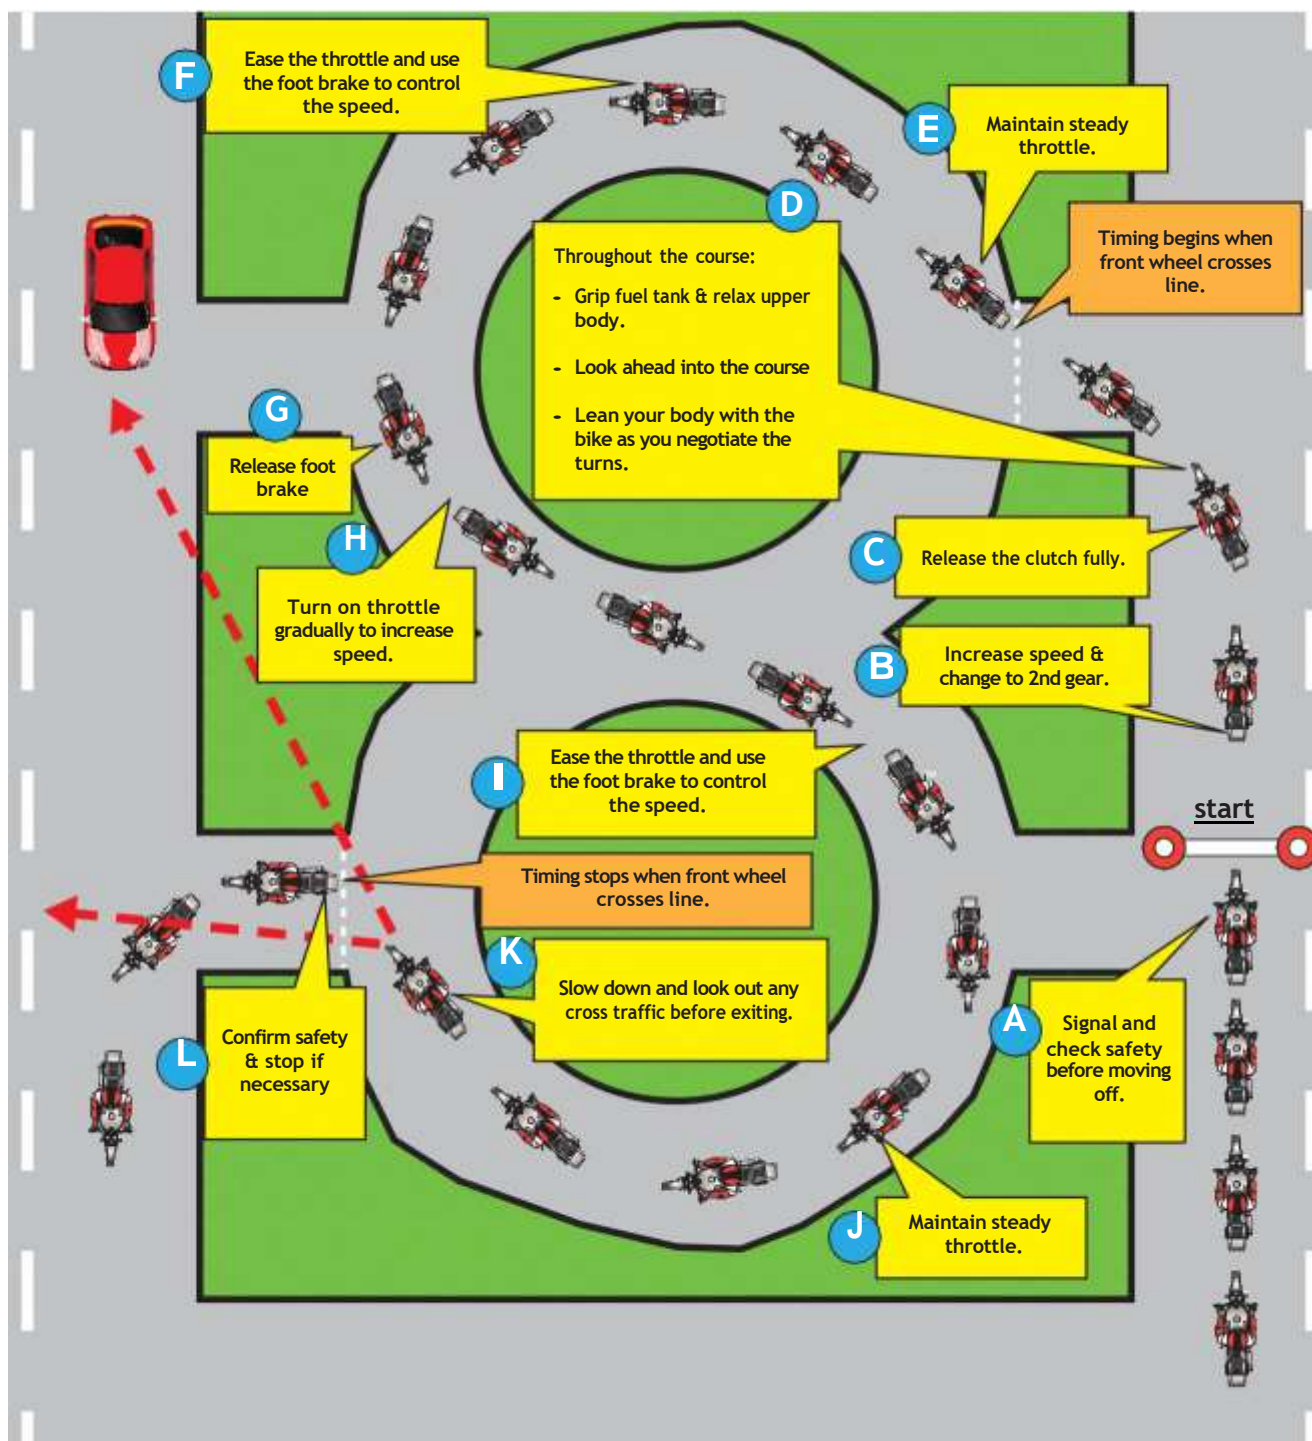 F
Ease the throttle and use
the foot brake to control
the speed.
E
Maintain steady
throttle.
D
Throughout the course:
- Grip fuel tank & relax upper
body.
- Look ahead into the course
- Lean your body with the
bike as you negotiate the
turns.
Timing begins when
front wheel crosses
line.
G
Release foot
brake
H
Turn on throttle
gradually to increase
speed.
C
Release the clutch fully.
B
Increase speed &
change to 2nd gear.
I
Ease the throttle and use
the foot brake to control
the speed.
start
Timing stops when front wheel
crosses line.
K
Slow down and look out any
cross traffic before exiting.
A
Signal and
check safety
before moving
off.
L
Confirm safety
& stop if
necessary
J
Maintain steady
throttle.